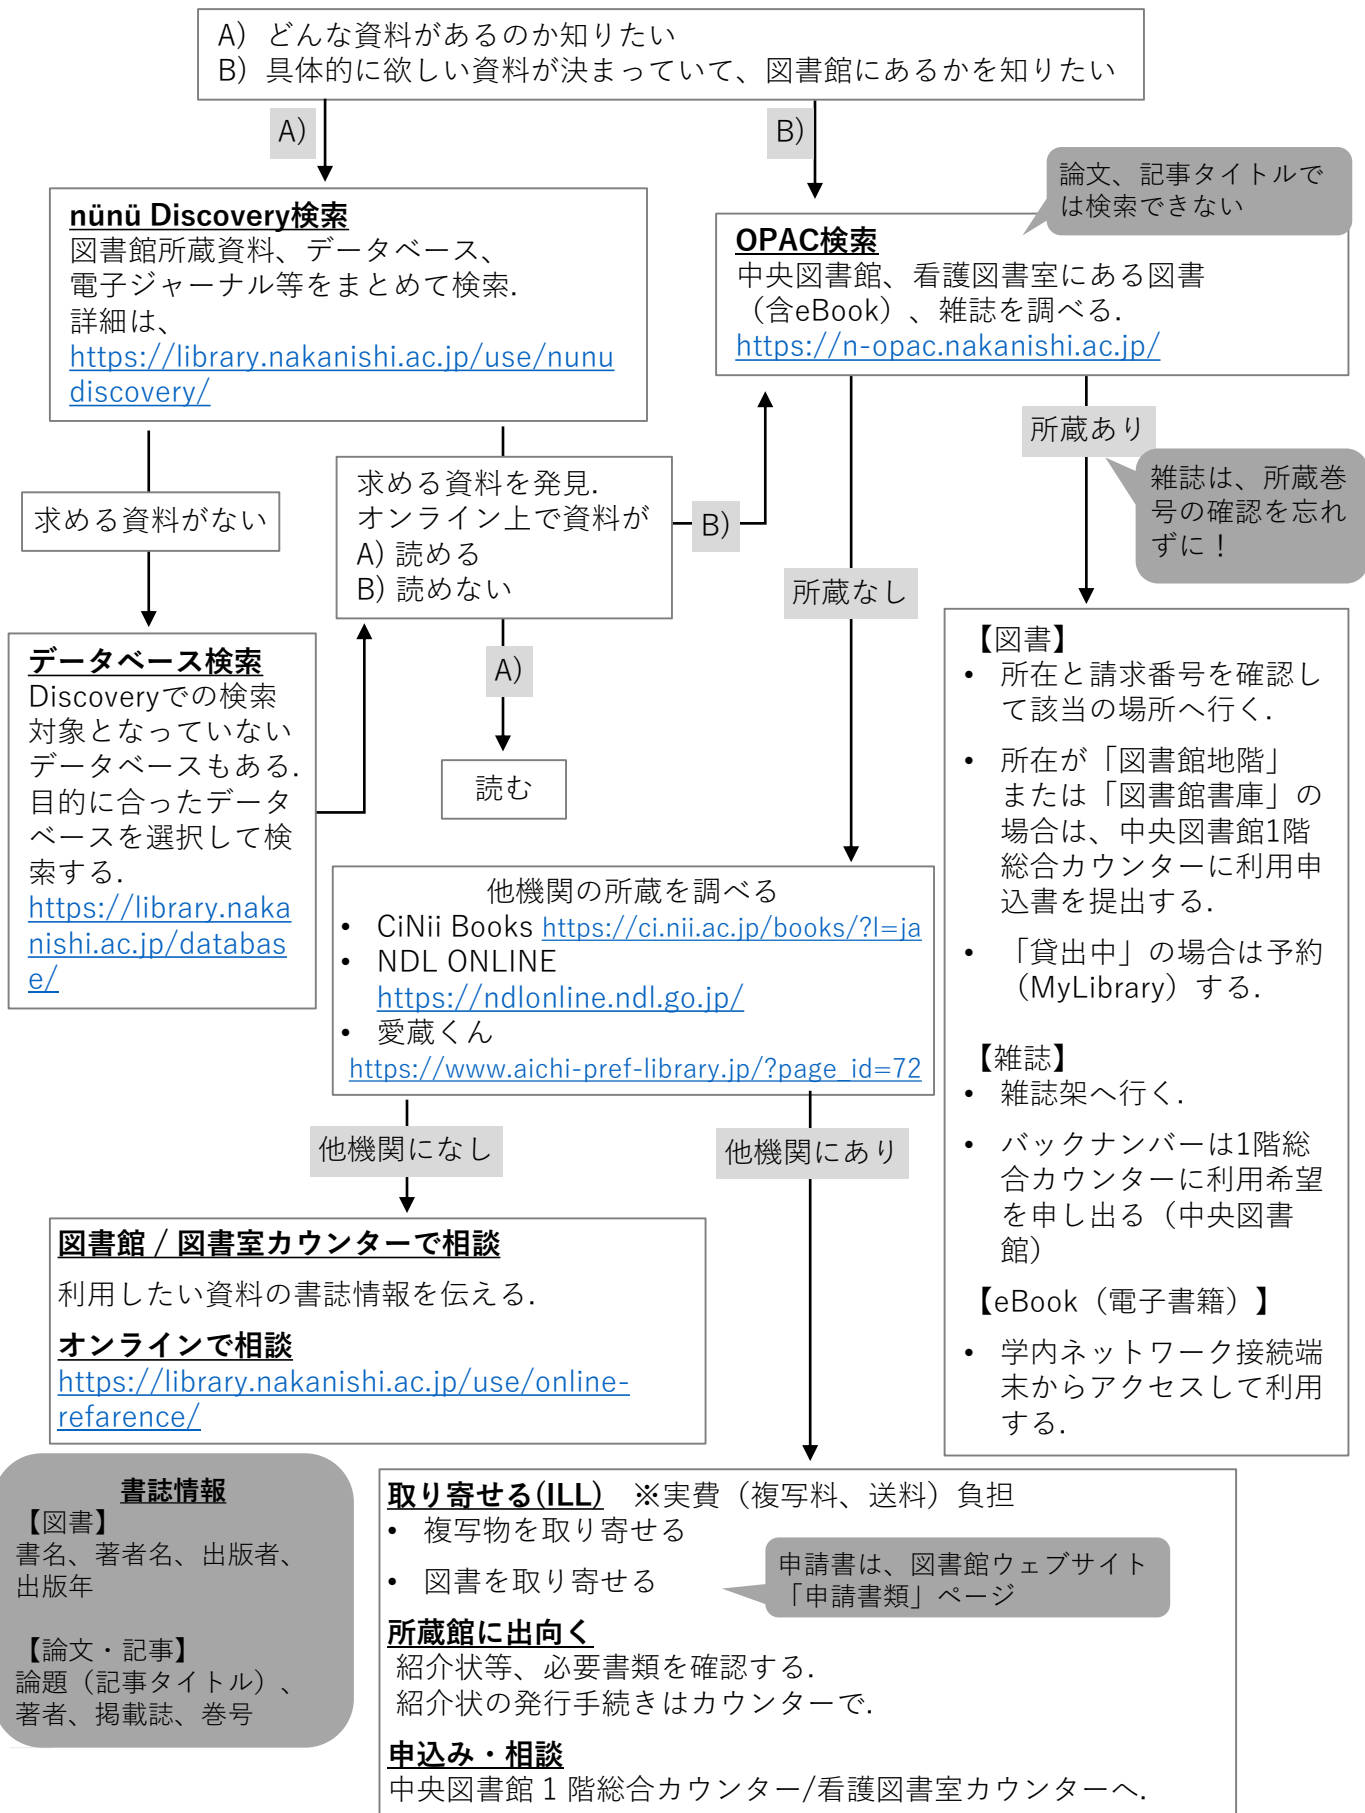 A）どんな資料があるのか知りたい
B）具体的に欲しい資料が決まっていて、図書館にあるかを知りたい
A）
B）
論文、記事タイトルで
は検索できない
nünü Discovery検索
図書館所蔵資料、データベース、
電子ジャーナル等をまとめて検索.
詳細は、
https://library.nakanishi.ac.jp/use/nunu
discovery/
OPAC検索
中央図書館、看護図書室にある図書
（含eBook）、雑誌を調べる.
https://n-opac.nakanishi.ac.jp/
所蔵あり
雑誌は、所蔵巻
号の確認を忘れ
ずに！
求める資料がない
求める資料を発見.
オンライン上で資料が
A) 読める
B) 読めない
B）
所蔵なし
A）
読む
データベース検索
Discoveryでの検索
対象となっていない
データベースもある.
目的に合ったデータ
ベースを選択して検
索する.
https://library.naka
nishi.ac.jp/databas
e/
【図書】
• 所在と請求番号を確認し
て該当の場所へ行く.
• 所在が「図書館地階」
または「図書館書庫」の
場合は、中央図書館1階
総合カウンターに利用申
込書を提出する.
• 「貸出中」の場合は予約
（MyLibrary）する.
【雑誌】
• 雑誌架へ行く.
• バックナンバーは1階総
合カウンターに利用希望
を申し出る（中央図書
館）
【eBook（電子書籍）】
• 学内ネットワーク接続端
末からアクセスして利用
する.
他機関の所蔵を調べる
• CiNii Books https://ci.nii.ac.jp/books/?l=ja
• NDL ONLINE
https://ndlonline.ndl.go.jp/
• 愛蔵くん
https://www.aichi-pref-library.jp/?page_id=72
他機関になし
他機関にあり
図書館 / 図書室カウンターで相談
利用したい資料の書誌情報を伝える.
オンラインで相談
https://library.nakanishi.ac.jp/use/online-
refarence/
書誌情報
【図書】
書名、著者名、出版者、
出版年
【論文・記事】
論題（記事タイトル）、
著者、掲載誌、巻号
取り寄せる(ILL) ※実費（複写料、送料）負担
• 複写物を取り寄せる
• 図書を取り寄せる
申請書は、図書館ウェブサイト
「申請書類」ページ
所蔵館に出向く
紹介状等、必要書類を確認する.
紹介状の発行手続きはカウンターで.
申込み・相談
中央図書館 1 階総合カウンター/看護図書室カウンターへ.